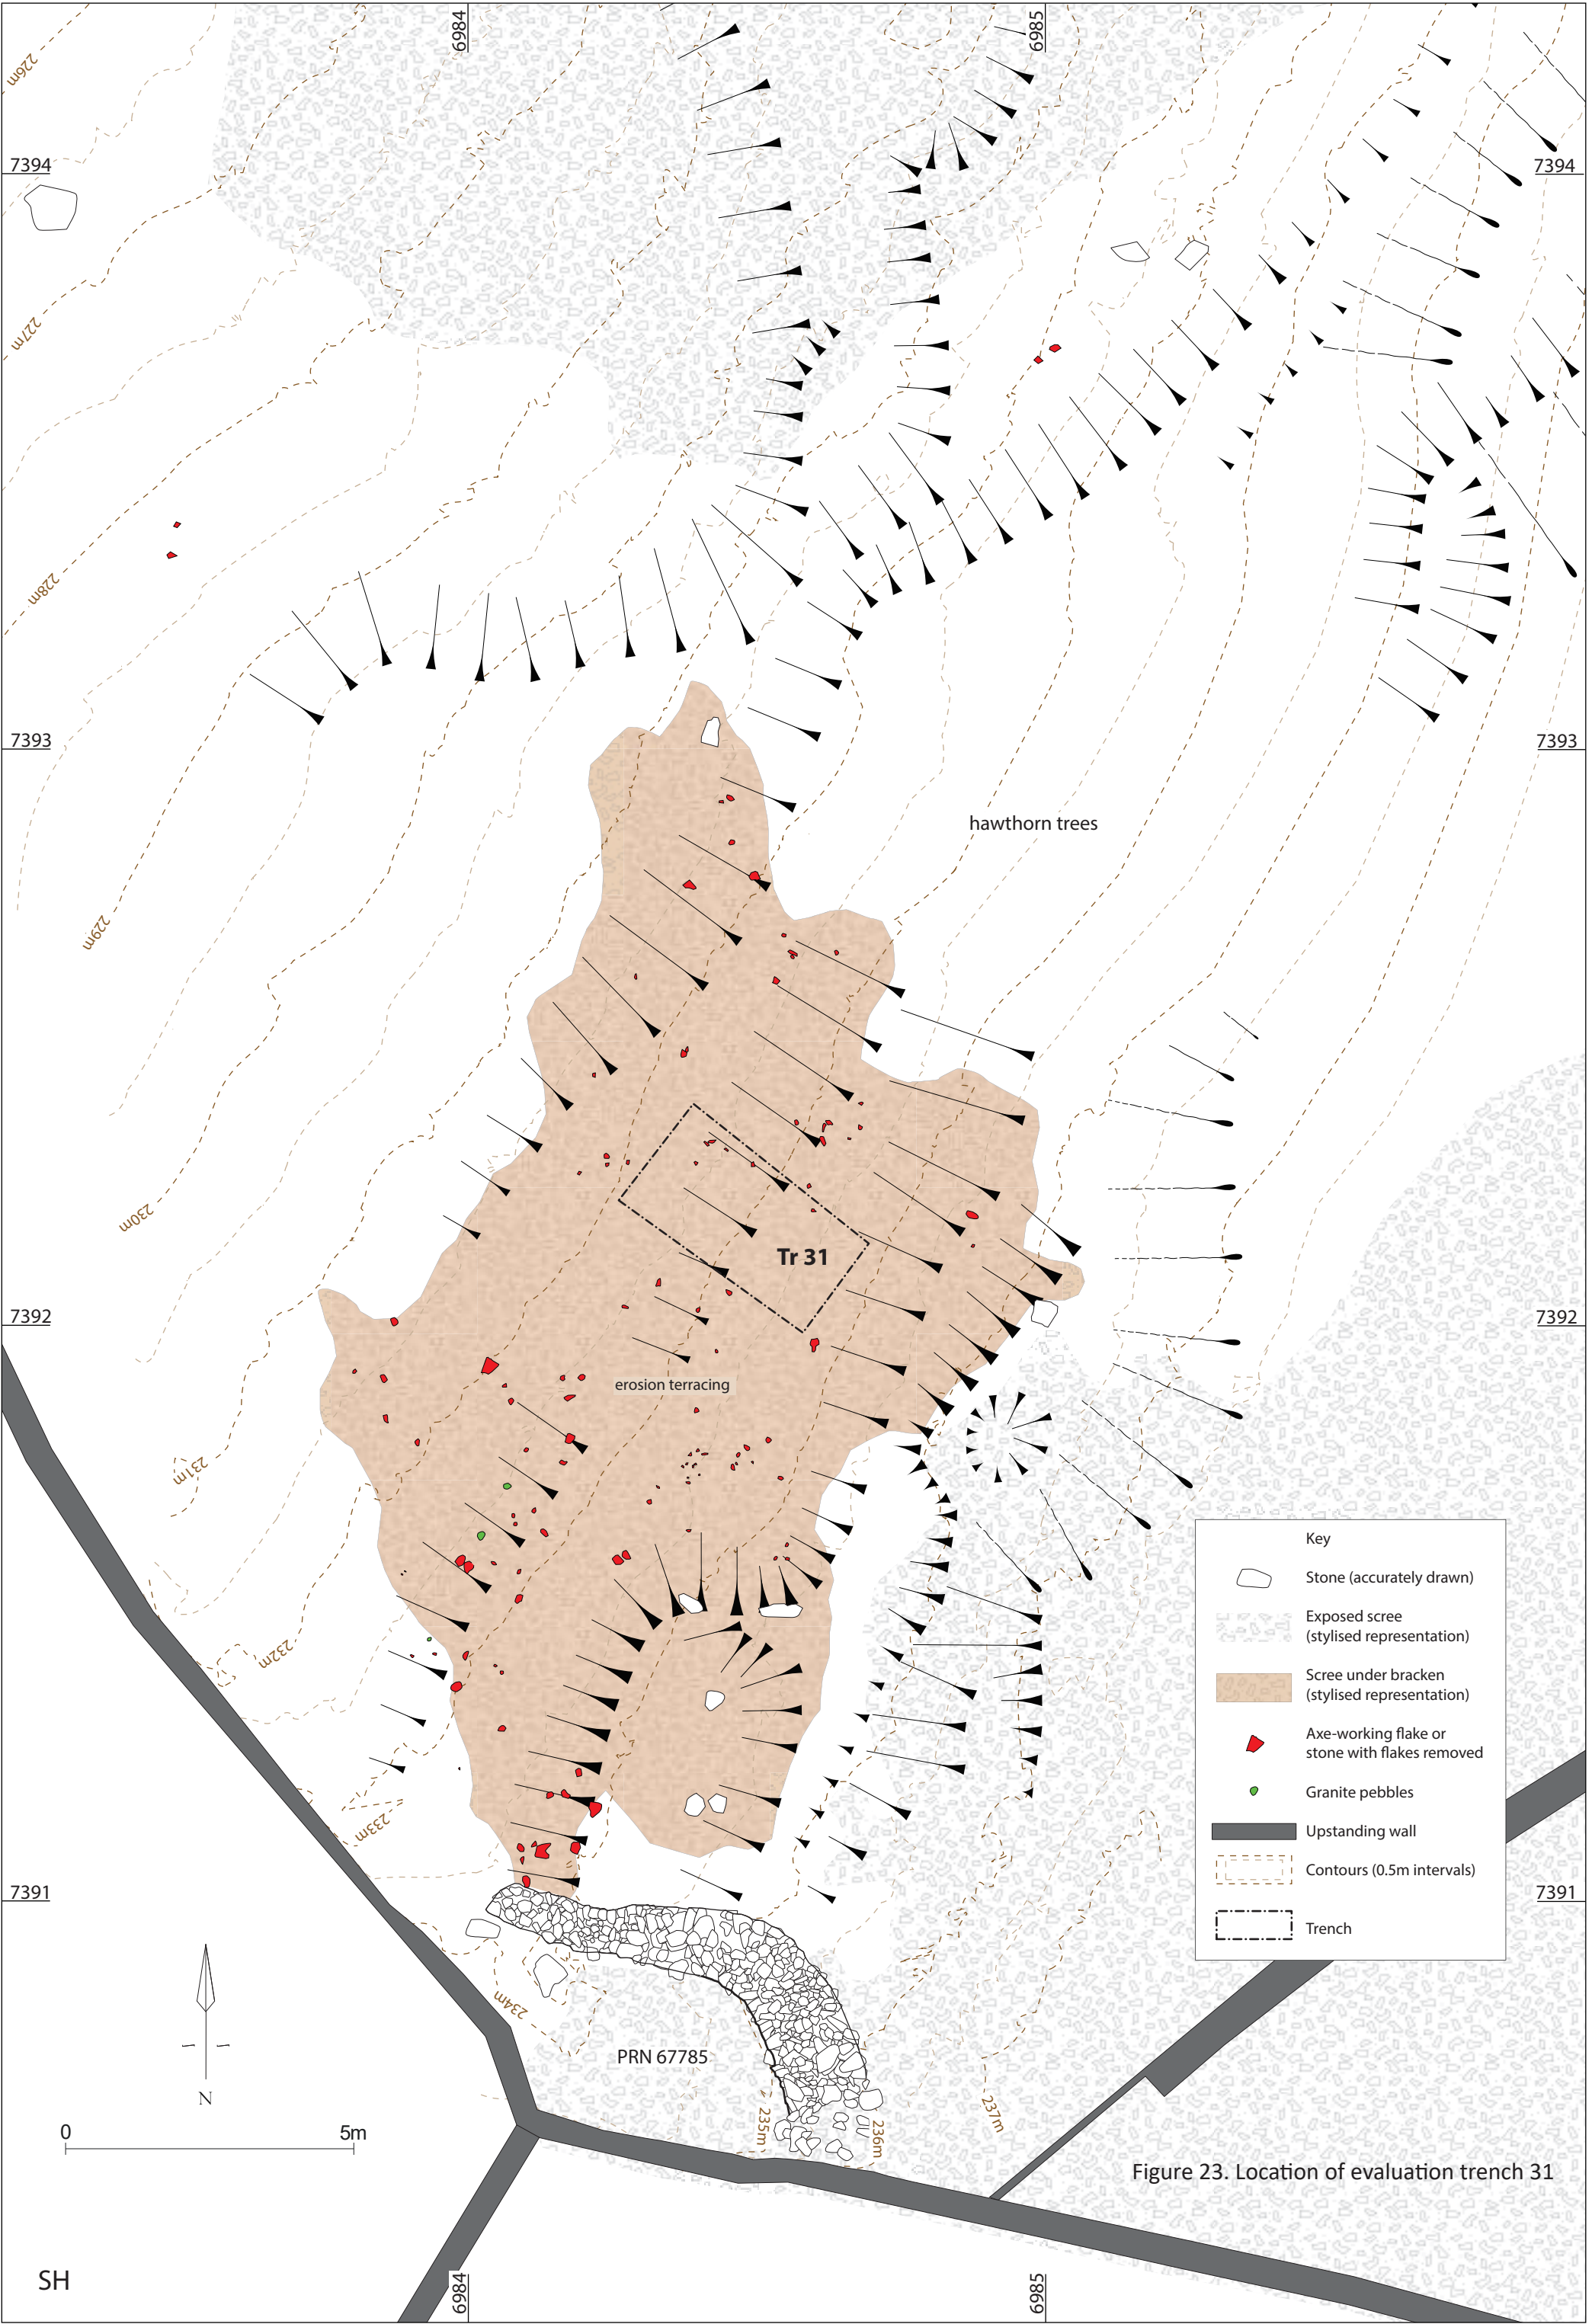 6984
6985
226m
7394
7394
227m
228m
7393
7393
hawthorn trees
229m
230m
Tr 31
7392
7392
erosion terracing
231m
Key
Stone (accurately drawn)
Exposed scree
(stylised representation)
232m
Scree under bracken
(stylised representation)
Axe-working flake or
stone with flakes removed
Granite pebbles
233m
Upstanding wall
Contours (0.5m intervals)
7391
7391
Trench
234m
PRN 67785
N
235m
236m
237m
0
5m
Figure 23. Location of evaluation trench 31
SH
6984
6985